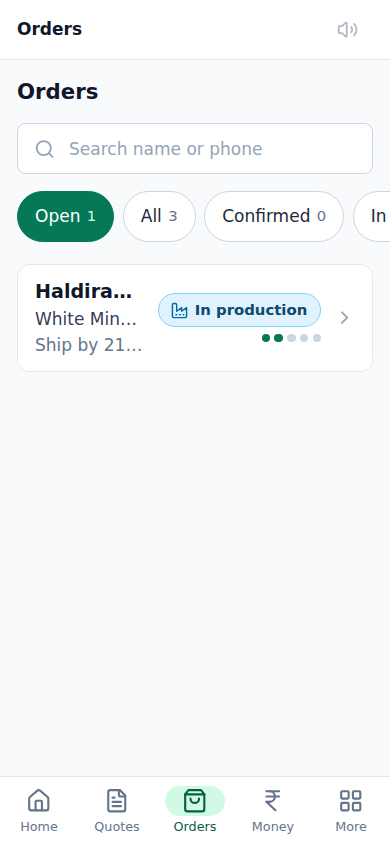 Orders
Orders
Search name or phone
Open 1 All 3 Confirmed 0 In
Haldira...
In production
White Min...
Ship by 21...
Home Quotes Orders Money More